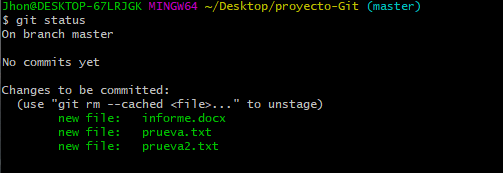 Jhon@DESKTOP-67LRJGK MINGW64 ~/Desktop/proyecto-Git (master)
$ git status
On branch master
No commits yet
Changes to be committed:
(use "git rm --cached <file>..." to unstage)
new file: informe.docx
new file: prueva.txt
new file: prueva2.txt